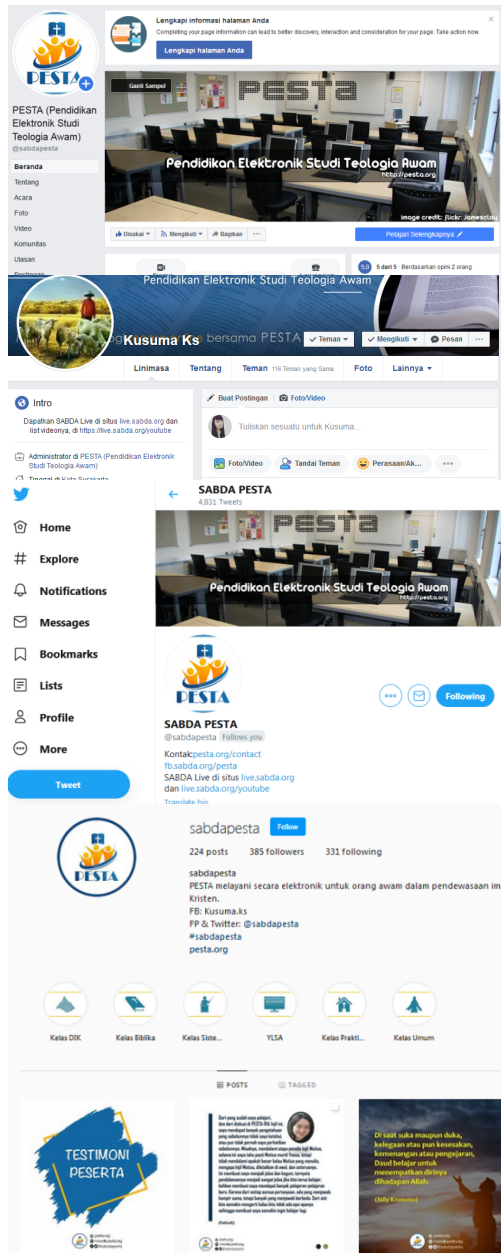 PESTA
PESTA (Pendidikan
Elektronik Studi
Teologia Awam)
@sabdapesta
Beranda
Tentang
Acara
Foto
Video
Komunitas
Ulasan
Lengkapi informasi halaman Anda
Completing your page information can lead to better discovery, interaction and consideration for your page. Take action now.
Lengkapi halaman Anda
Ganti Sampul
PESTA
Pendidikan Elektronik Studi Teologia Awam
http://pesta.org
image credit: flickr: Jamesclay
Disukai
Mengikuti
Bagikan
Pelajari Selengkapnya
5,0
5 dari 5 · Berdasarkan opini 2 orang
Pendidikan Elektronik Studi Teologia Awam
bersama PESTA
Kusuma Ks
Teman
Mengikuti
Pesan
Linimasa
Tentang
Teman 116 Teman yang Sama
Foto
Lainnya
Intro
Dapatkan SABDA Live di situs live.sabda.org dan
list videonya, di https://live.sabda.org/youtube
Administrator di PESTA (Pendidikan Elektronik
Studi Teologia Awam)
Tinggal di Kota Surakarta
Buat Postingan
Foto/Video
Tuliskan sesuatu untuk Kusuma...
Foto/Video
Tandai Teman
Perasaan/Ak...
Home
Explore
Notifications
Messages
Bookmarks
Lists
Profile
More
Tweet
SABDA PESTA
4,831 Tweets
PESTA
Pendidikan Elektronik Studi Teologia Awam
http://pesta.org
PESTA
Following
SABDA PESTA
@sabdapesta Follows you
Kontak:pesta.org/contact
fb.sabda.org/pesta
SABDA Live di situs live.sabda.org
dan live.sabda.org/youtube
Translate bio
PESTA
sabdapesta
Follow
224 posts 385 followers 331 following
sabdapesta
PESTA melayani secara elektronik untuk orang awam dalam pendewasaan im
Kristen.
FB: Kusuma.ks
FP & Twitter: @sabdapesta
#sabdapesta
pesta.org
Kelas DIK
Kelas Biblika
Kelas Siste...
YLSA
Kelas Prakti...
Kelas Umum
POSTS
TAGGED
TESTIMONI
PESERTA
Di saat suka maupun duka,
kelegaan atau pun kesesakan,
kemenangan atau pengejaran,
Daud belajar untuk
menempatkan dirinya
dihadapan Allah.